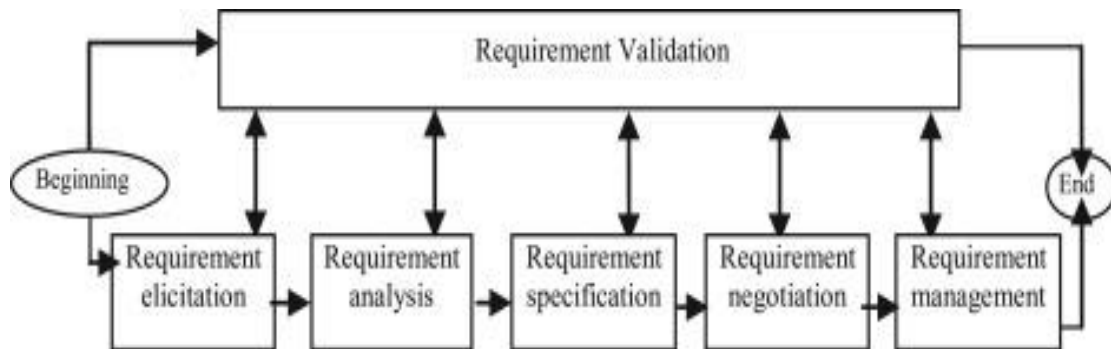 Requirement Validation
Beginning
End
Requirement
elicitation
Requirement
analysis
Requirement
specification
Requirement
negotiation
Requirement
management